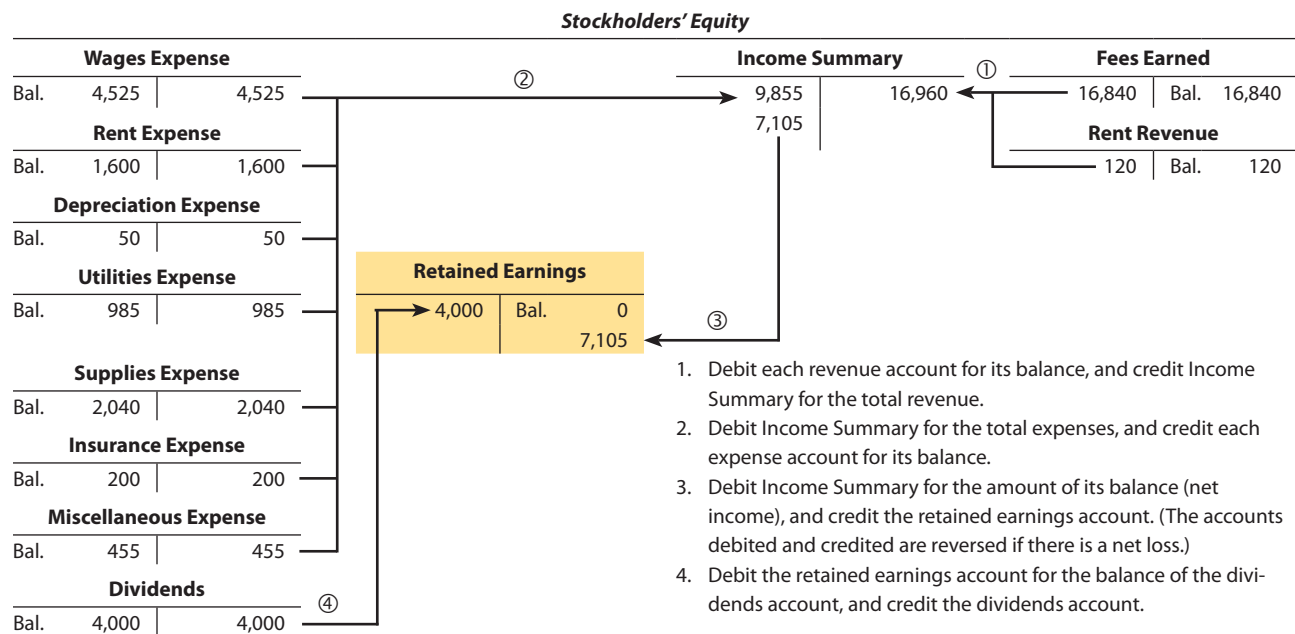 Stockholders’ Equity
Wages Expense
Bal. 4,525 4,525
Rent Expense
Bal. 1,600 1,600
Depreciation Expense
Bal. 50 50
Utilities Expense
Bal. 985 985
Supplies Expense
Bal. 2,040 2,040
Insurance Expense
Bal. 200 200
Miscellaneous Expense
Bal. 455 455
Dividends
Bal. 4,000 4,000
②
④
Retained Earnings
4,000 Bal. 0
7,105
③
Income Summary
9,855 16,960
7,105
①
Fees Earned
16,840 Bal. 16,840
Rent Revenue
120 Bal. 120
1. Debit each revenue account for its balance, and credit Income
Summary for the total revenue.
2. Debit Income Summary for the total expenses, and credit each
expense account for its balance.
3. Debit Income Summary for the amount of its balance (net
income), and credit the retained earnings account. (The accounts
debited and credited are reversed if there is a net loss.)
4. Debit the retained earnings account for the balance of the divi-
dends account, and credit the dividends account.